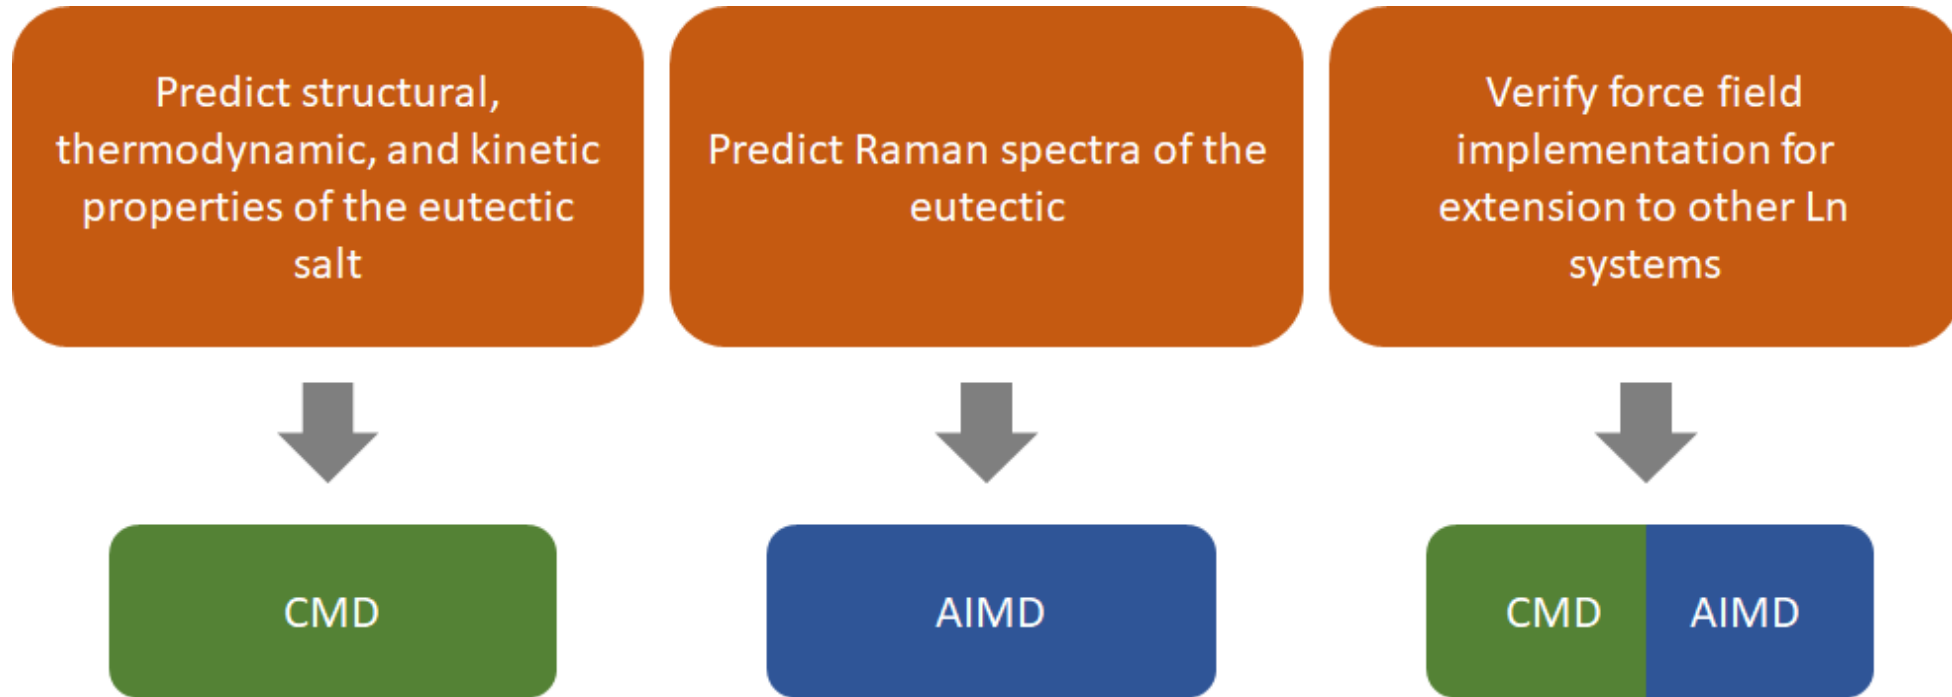 Predict structural,
thermodynamic, and kinetic
properties of the eutectic
salt
Predict Raman spectra of the
eutectic
Verify force field
implementation for
extension to other Ln
systems
CMD
AIMD
CMD
AIMD